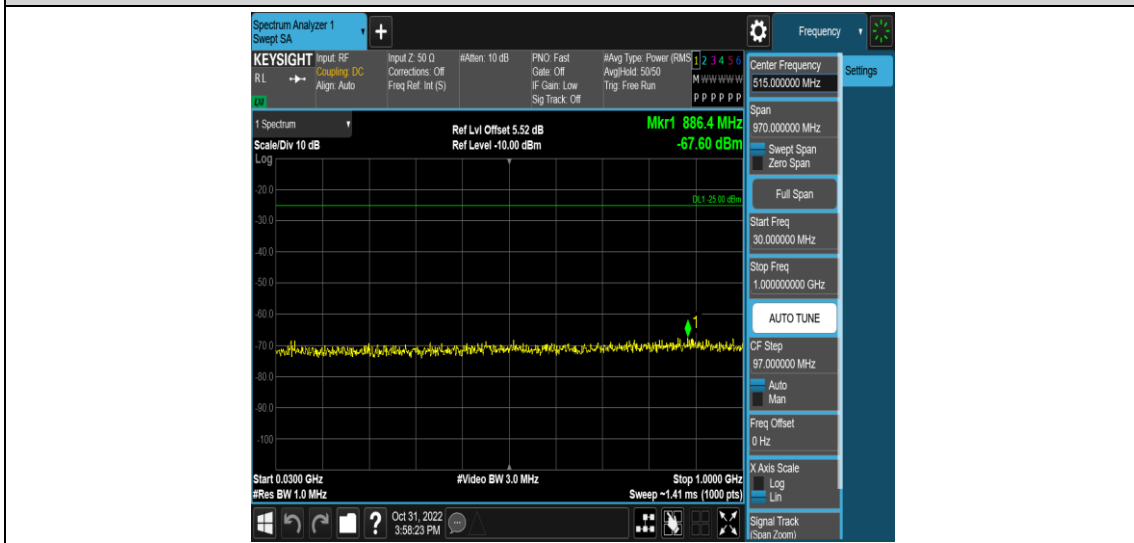 Spectrum Analyzer 1
Swept SA
+
Frequency
KEYSIGHT
RL
LXI
Input: RF
Coupling: DC
Align: Auto
Input Z: 50 Ω
Corrections: Off
Freq Ref: Int (S)
#Atten: 10 dB
PNO: Fast
Gate: Off
IF Gain: Low
Sig Track: Off
#Avg Type: Power (RMS
Avg|Hold: 50/50
Trig: Free Run
1 2 3 4 5 6
M W W W W W
P P P P P P
1 Spectrum
Scale/Div 10 dB
Log
Ref Lvl Offset 5.52 dB
Ref Level -10.00 dBm
Mkr1 886.4 MHz
-67.60 dBm
DL1 -25.00 dBm
-20.0
-30.0
-40.0
-50.0
-60.0
-70.0
-80.0
-90.0
-100
1
Start 0.0300 GHz
#Res BW 1.0 MHz
#Video BW 3.0 MHz
Stop 1.0000 GHz
Sweep ~1.41 ms (1000 pts)
Center Frequency
515.000000 MHz
Settings
Span
970.000000 MHz
Swept Span
Zero Span
Full Span
Start Freq
30.000000 MHz
Stop Freq
1.000000000 GHz
AUTO TUNE
CF Step
97.000000 MHz
Auto
Man
Freq Offset
0 Hz
X Axis Scale
Log
Lin
Signal Track
(Span Zoom)
?
Oct 31, 2022
3:58:23 PM